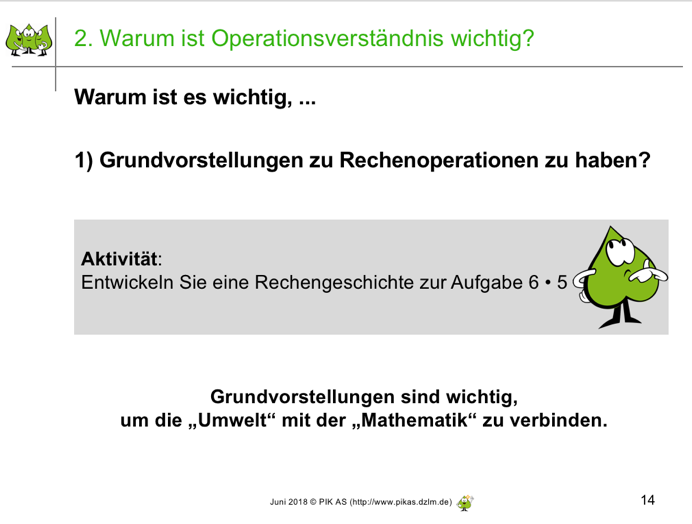 2. Warum ist Operationsverständnis wichtig?
Warum ist es wichtig, ...
1) Grundvorstellungen zu Rechenoperationen zu haben?
Aktivität:
Entwickeln Sie eine Rechengeschichte zur Aufgabe 6 • 5
Grundvorstellungen sind wichtig,
um die „Umwelt“ mit der „Mathematik“ zu verbinden.
Juni 2018 © PIK AS (http://www.pikas.dzlm.de)
14